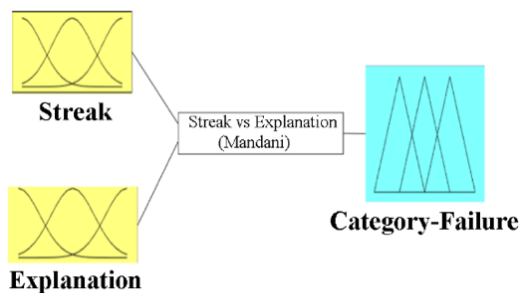 Streak
Streak vs Explanation
(Mandani)
Category-Failure
Explanation